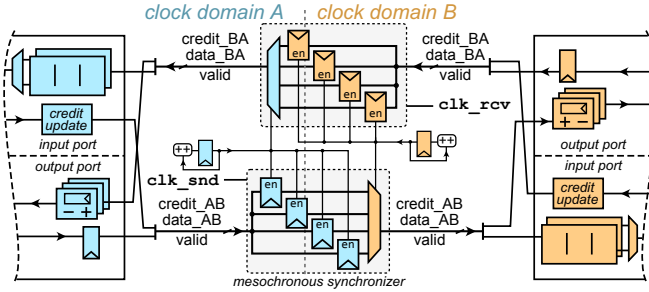 clock domain A
clock domain B
credit_BA
data_BA
valid
en
en
en
en
credit_BA
data_BA
valid
clk_rcv
credit
update
input port
output port
++
++
output port
input port
clk_snd
en
en
en
en
credit_AB
data_AB
valid
credit_AB
data_AB
valid
credit
update
mesochronous synchronizer